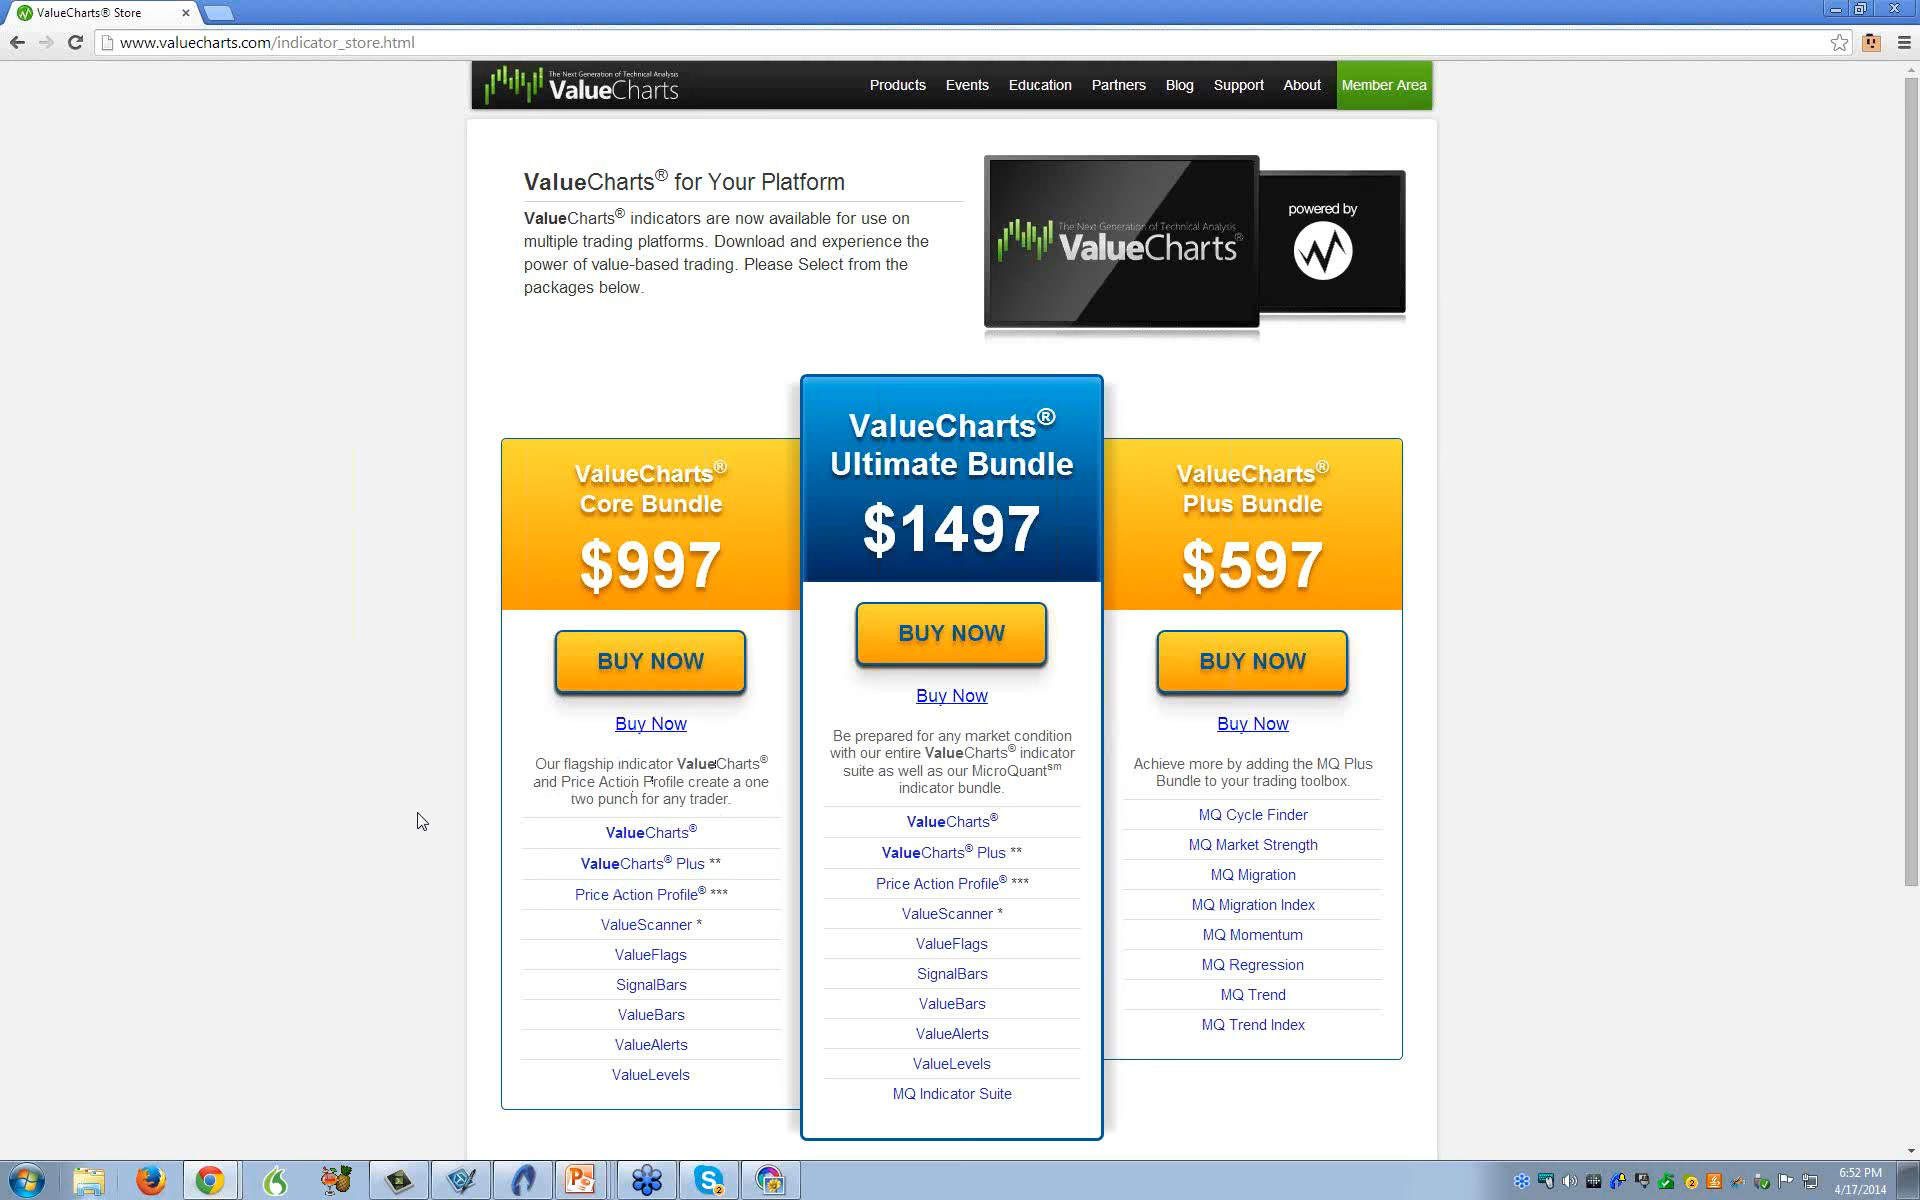 ValueCharts® Store
www.valuecharts.com/indicator_store.html
The Next Generation of Technical Analysis
ValueCharts
Products Events Education Partners Blog Support About Member Area
ValueCharts® for Your Platform
ValueCharts® indicators are now available for use on
multiple trading platforms. Download and experience the
power of value-based trading. Please Select from the
packages below.
The Next Generation of Technical Analysis
ValueCharts®
powered by
ValueCharts®
Core Bundle
$997
BUY NOW
Buy Now
Our flagship indicator ValueCharts®
and Price Action Profile create a one
two punch for any trader.
ValueCharts®
ValueCharts® Plus **
Price Action Profile® ***
ValueScanner *
ValueFlags
SignalBars
ValueBars
ValueAlerts
ValueLevels
ValueCharts®
Ultimate Bundle
$1497
BUY NOW
Buy Now
Be prepared for any market condition
with our entire ValueCharts® indicator
suite as well as our MicroQuant℠
indicator bundle.
ValueCharts®
ValueCharts® Plus **
Price Action Profile® ***
ValueScanner *
ValueFlags
SignalBars
ValueBars
ValueAlerts
ValueLevels
MQ Indicator Suite
ValueCharts®
Plus Bundle
$597
BUY NOW
Buy Now
Achieve more by adding the MQ Plus
Bundle to your trading toolbox.
MQ Cycle Finder
MQ Market Strength
MQ Migration
MQ Migration Index
MQ Momentum
MQ Regression
MQ Trend
MQ Trend Index
6:52 PM
4/17/2014